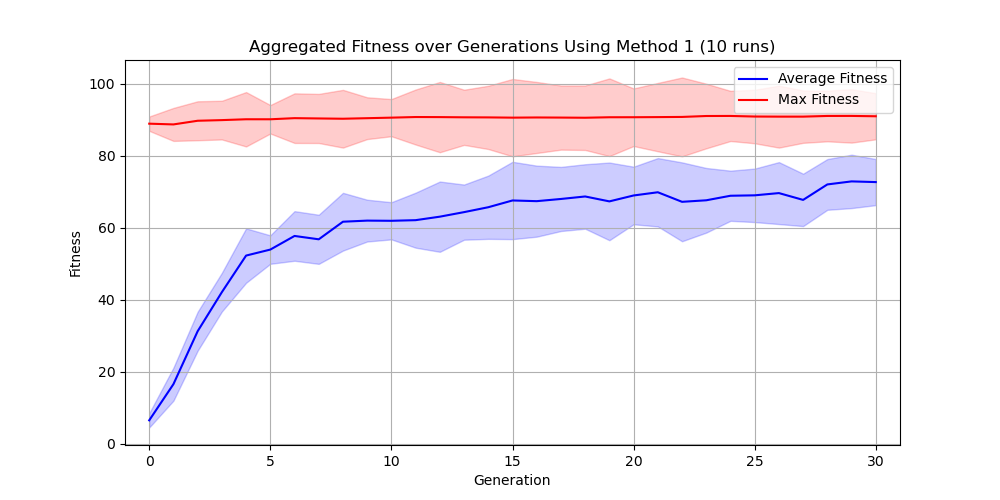 Aggregated Fitness over Generations Using Method 1 (10 runs)
Average Fitness
Max Fitness
100
80
60
40
20
0
Fitness
0 5 10 15 20 25 30
Generation